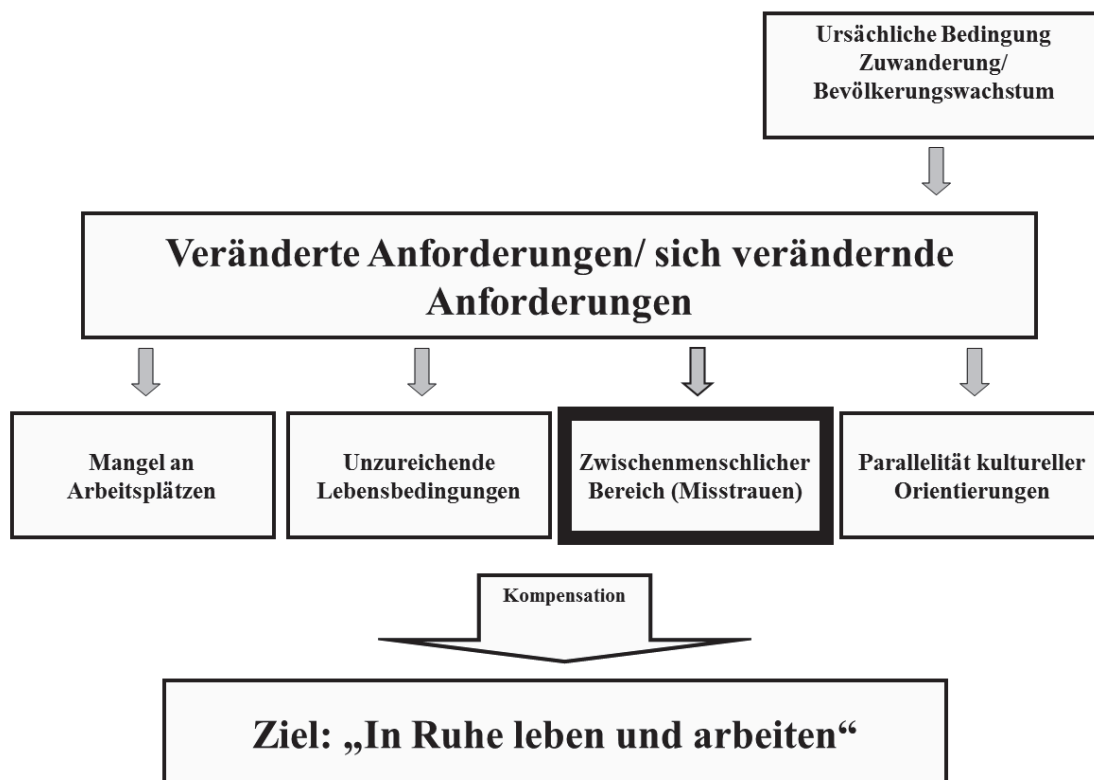 Ursächliche Bedingung
Zuwanderung/
Bevölkerungswachstum
Veränderte Anforderungen/ sich verändernde
Anforderungen
Mangel an
Arbeitsplätzen
Unzureichende
Lebensbedingungen
Zwischenmenschlicher
Bereich (Misstrauen)
Parallelität kultureller
Orientierungen
Kompensation
Ziel: „In Ruhe leben und arbeiten“